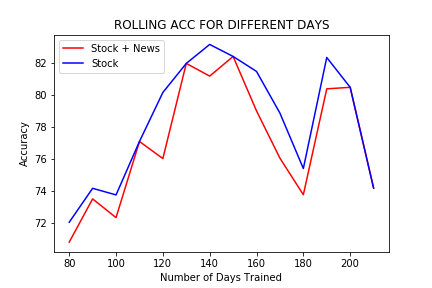 ROLLING ACC FOR DIFFERENT DAYS
Stock + News
Stock
Accuracy
82
80
78
76
74
72
80 100 120 140 160 180 200
Number of Days Trained